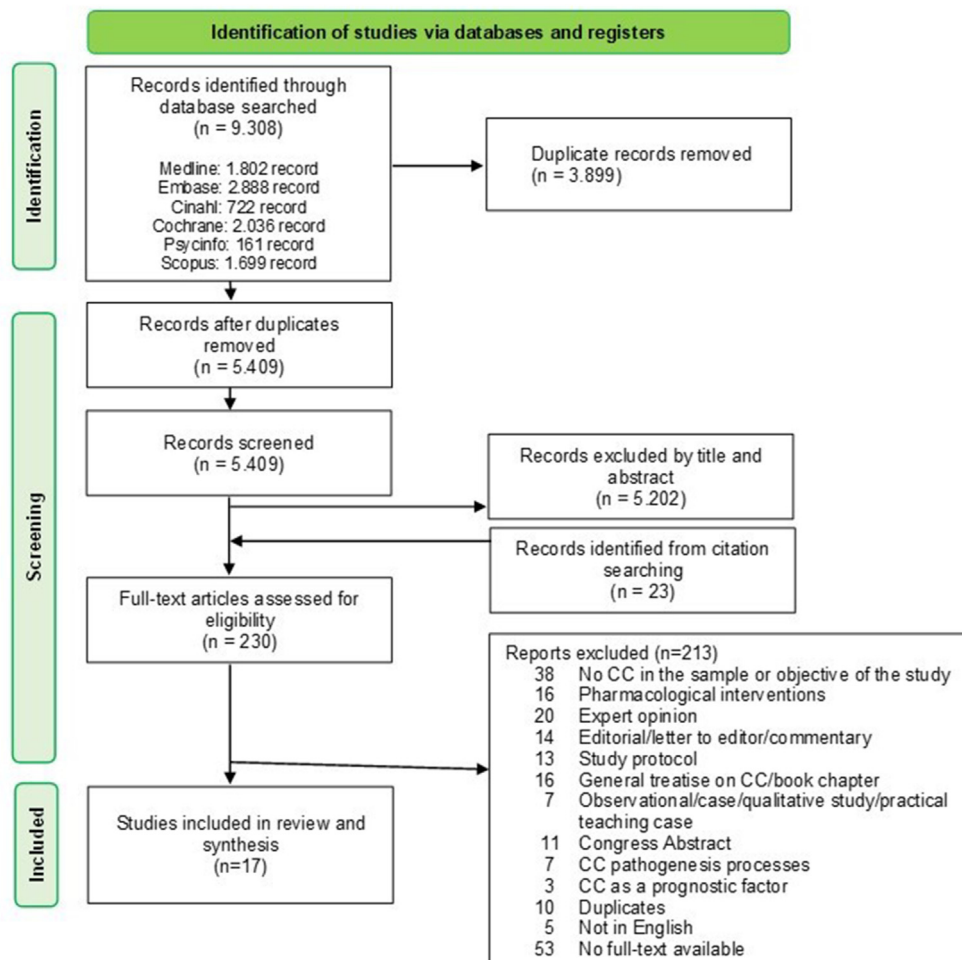 Identification of studies via databases and registers
Identification
Records identified through
database searched
(n = 9.308)
Medline: 1.802 record
Embase: 2.888 record
Cinahl: 722 record
Cochrane: 2.036 record
Psycinfo: 161 record
Scopus: 1.699 record
Duplicate records removed
(n = 3.899)
Screening
Records after duplicates
removed
(n = 5.409)
Records screened
(n = 5.409)
Records excluded by title and
abstract
(n = 5.202)
Records identified from citation
searching
(n = 23)
Full-text articles assessed for
eligibility
(n = 230)
Reports excluded (n=213)
38 No CC in the sample or objective of the study
16 Pharmacological interventions
20 Expert opinion
14 Editorial/letter to editor/commentary
13 Study protocol
16 General treatise on CC/book chapter
7 Observational/case/qualitative study/practical
teaching case
11 Congress Abstract
7 CC pathogenesis processes
3 CC as a prognostic factor
10 Duplicates
5 Not in English
53 No full-text available
Included
Studies included in review and
synthesis
(n=17)